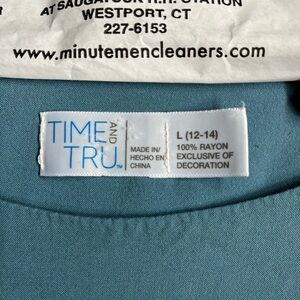 AT SAUGATUCK R.R. STATION
WESTPORT, CT
227-6153
www.minutemencleaners.com
TIME AND
TRU™
MADE IN/
HECHO EN
CHINA
L (12-14)
100% RAYON
EXCLUSIVE OF
DECORATION